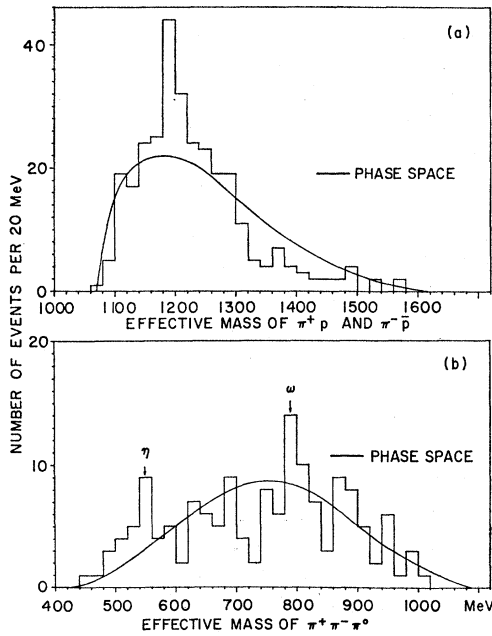 (a)
40
20
0
PHASE SPACE
1000 1100 1200 1300 1400 1500 1600
EFFECTIVE MASS OF π⁺p AND π⁻p̅
NUMBER OF EVENTS PER 20 MeV
20
(b)
ω
η
10
PHASE SPACE
0
400 500 600 700 800 900 1000 MeV
EFFECTIVE MASS OF π⁺π⁻π⁰